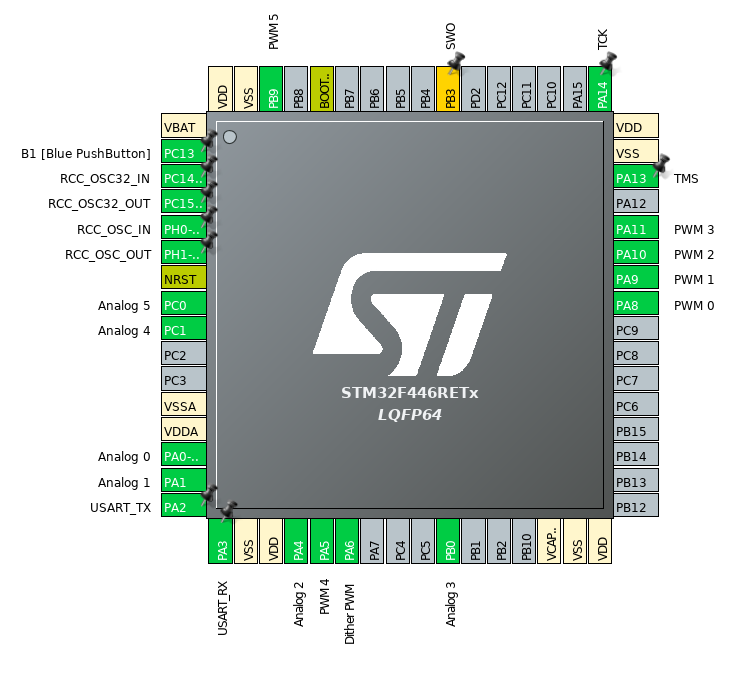 PWM 5
SWO
TCK
VDD
VSS
PB9
PB8
BOOT..
PB7
PB6
PB5
PB4
PB3
PD2
PC12
PC11
PC10
PA15
PA14
VBAT
B1 [Blue PushButton] PC13
RCC_OSC32_IN PC14..
RCC_OSC32_OUT PC15..
RCC_OSC_IN PH0-..
RCC_OSC_OUT PH1-..
NRST
Analog 5 PC0
Analog 4 PC1
PC2
PC3
VSSA
VDDA
Analog 0 PA0-..
Analog 1 PA1
USART_TX PA2
VDD
VSS
PA13 TMS
PA12
PA11 PWM 3
PA10 PWM 2
PA9 PWM 1
PA8 PWM 0
PC9
PC8
PC7
PC6
PB15
PB14
PB13
PB12
ST
STM32F446RETx
LQFP64
PA3
VSS
VDD
PA4
PA5
PA6
PA7
PC4
PC5
PB0
PB1
PB2
PB10
VCAP..
VSS
VDD
USART_RX
Analog 2
PWM 4
Dither PWM
Analog 3